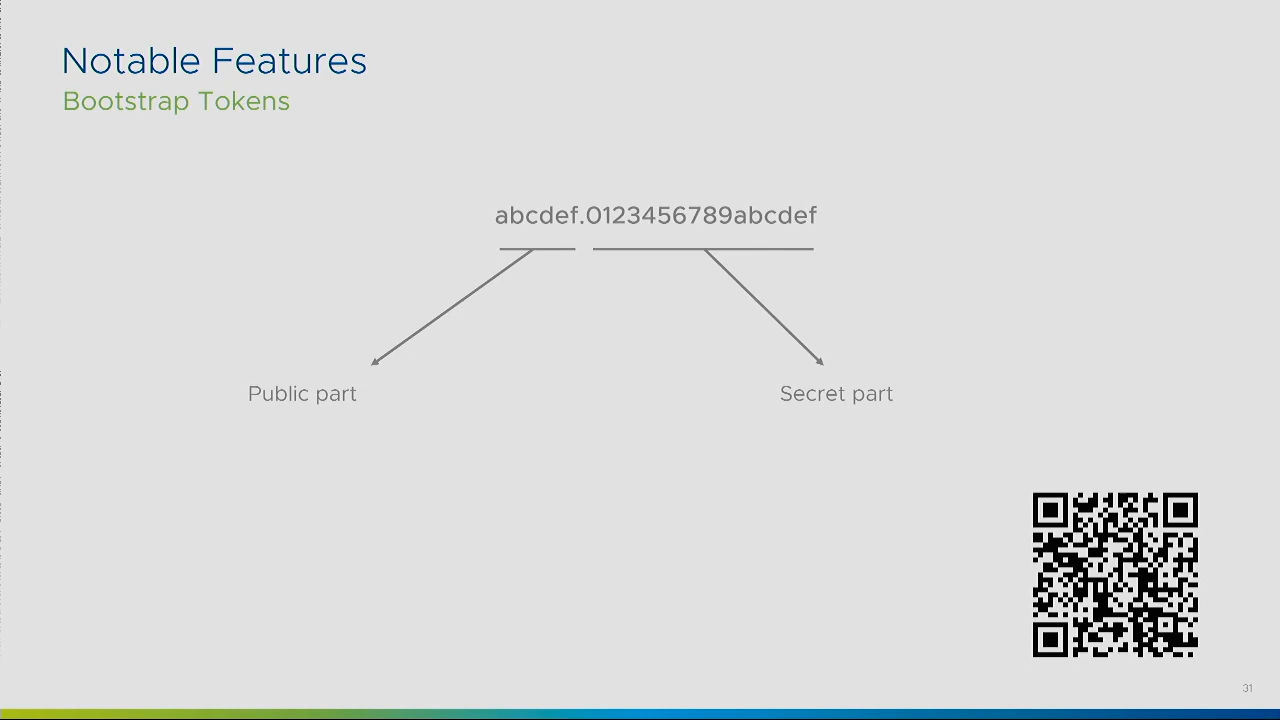 Notable Features
Bootstrap Tokens
abcdef.0123456789abcdef
Public part
Secret part
31